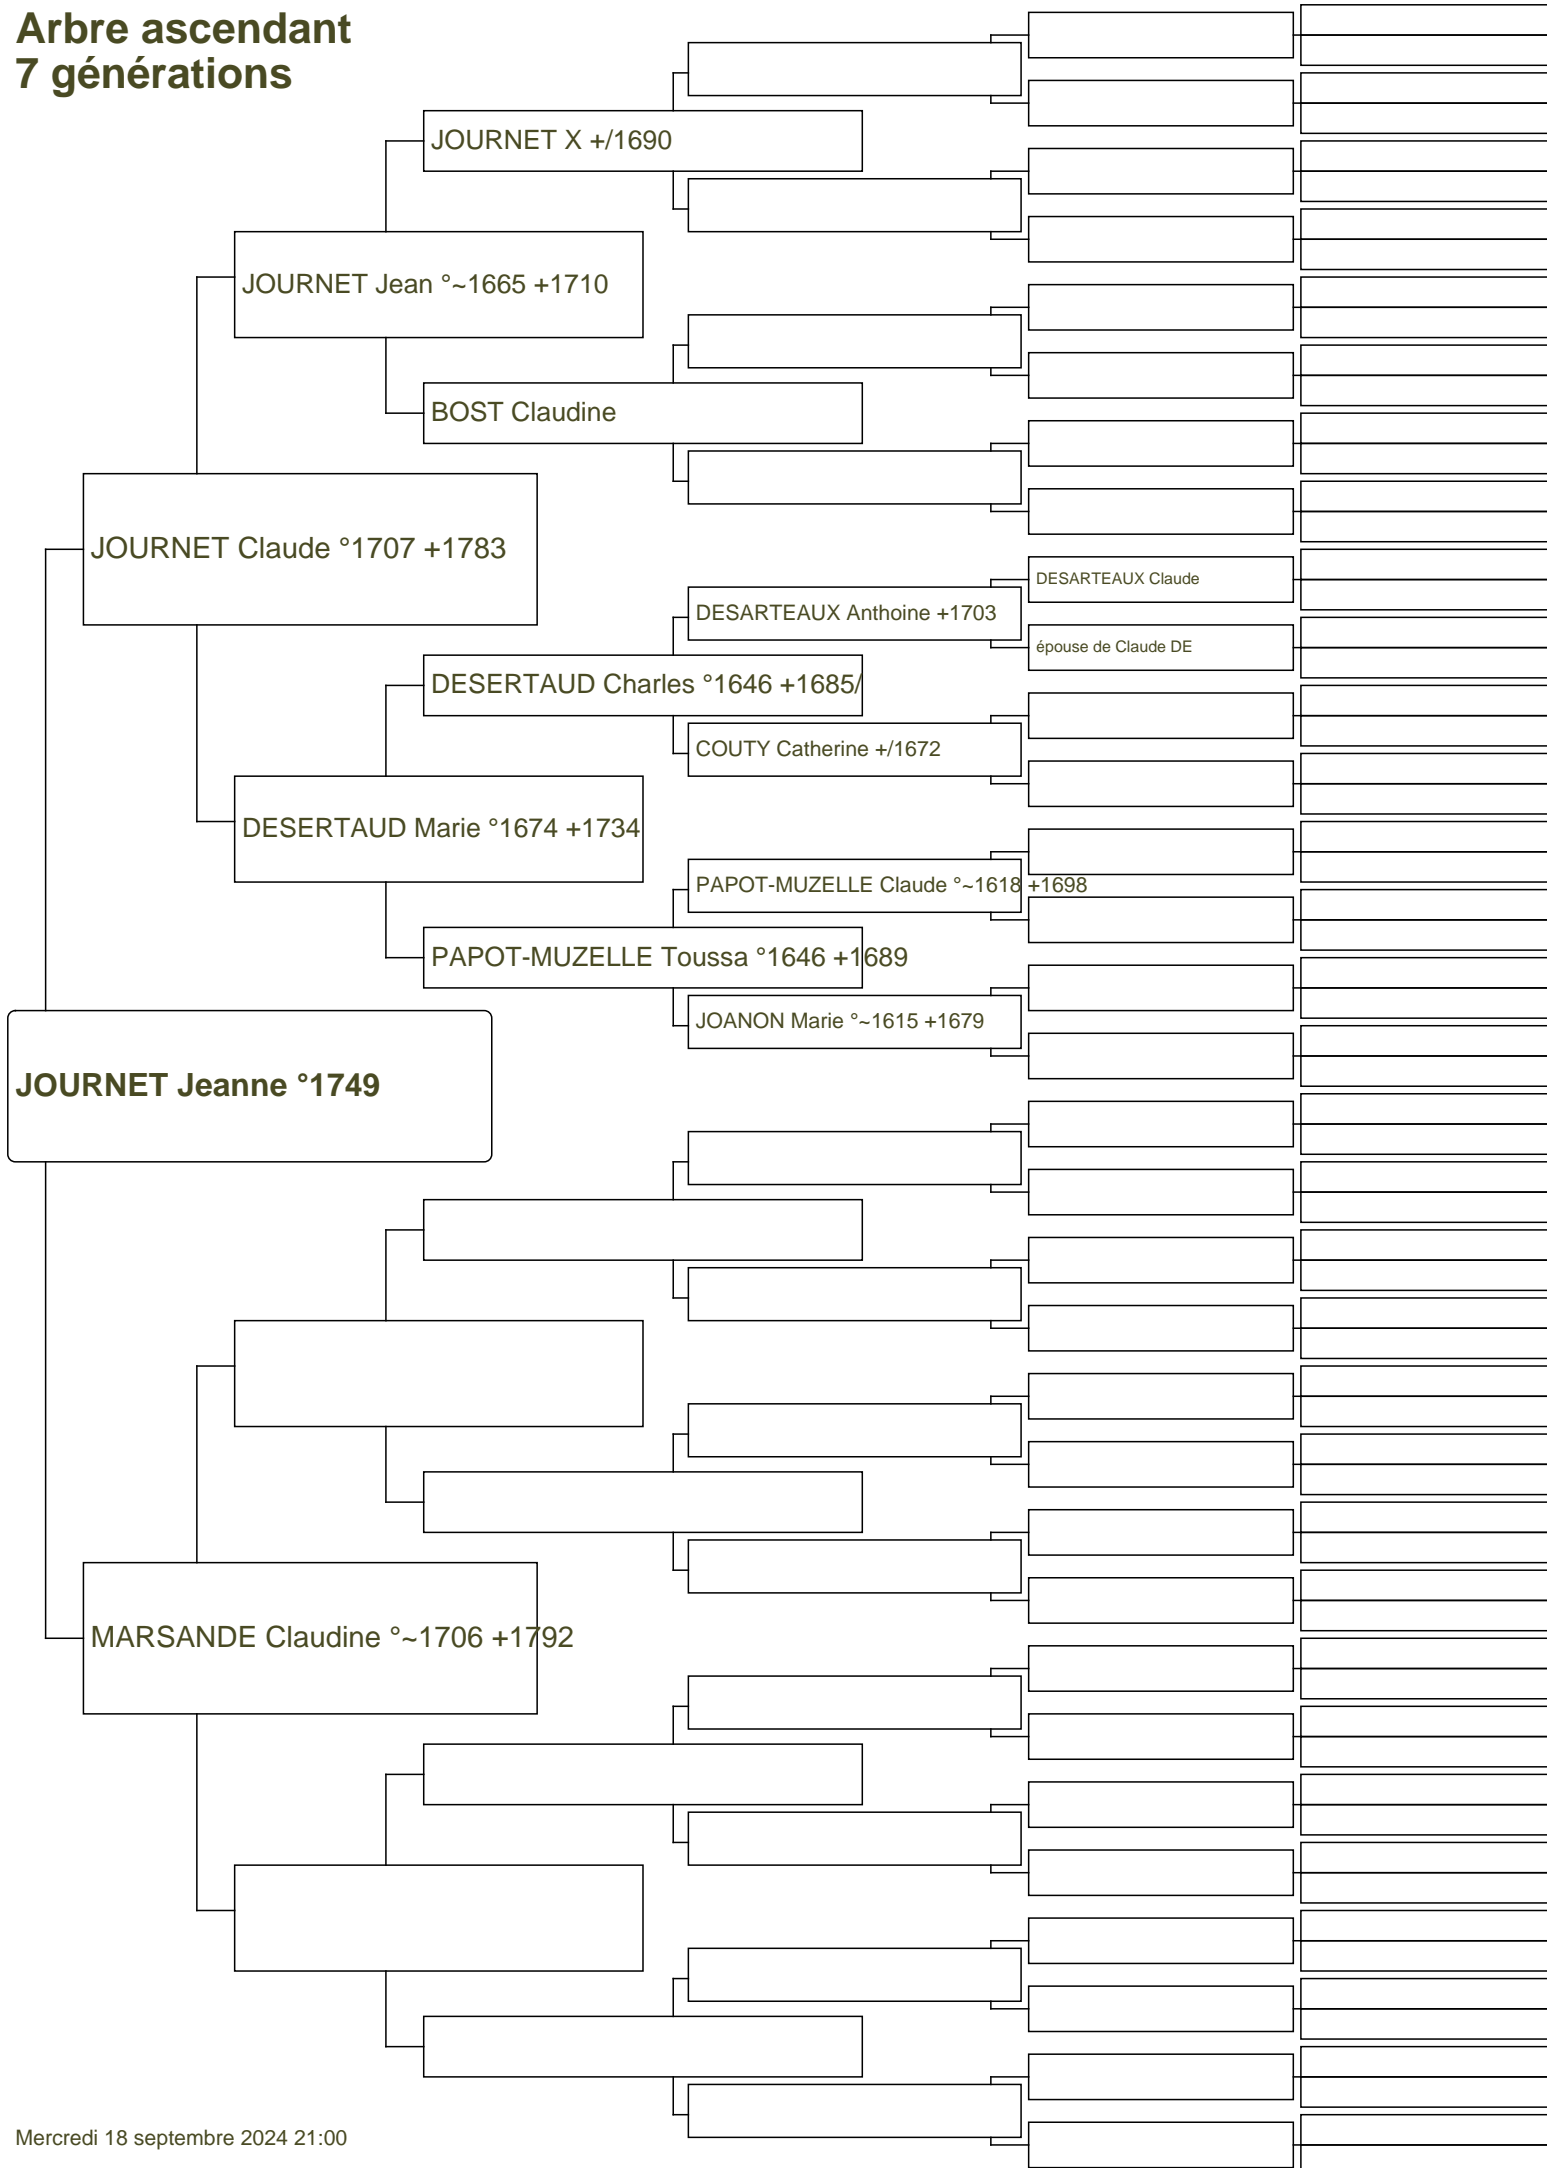 Arbre ascendant
7 générations
JOURNET X +/1690
JOURNET Jean °~1665 +1710
BOST Claudine
JOURNET Claude °1707 +1783
DESARTEAUX Claude
DESARTEAUX Anthoine +1703
épouse de Claude DE
DESERTAUD Charles °1646 +1685/
COUTY Catherine +/1672
DESERTAUD Marie °1674 +1734
PAPOT-MUZELLE Claude °~1618 +1698
PAPOT-MUZELLE Toussa °1646 +1689
JOANON Marie °~1615 +1679
JOURNET Jeanne °1749
MARSANDE Claudine °~1706 +1792
Mercredi 18 septembre 2024 21:00